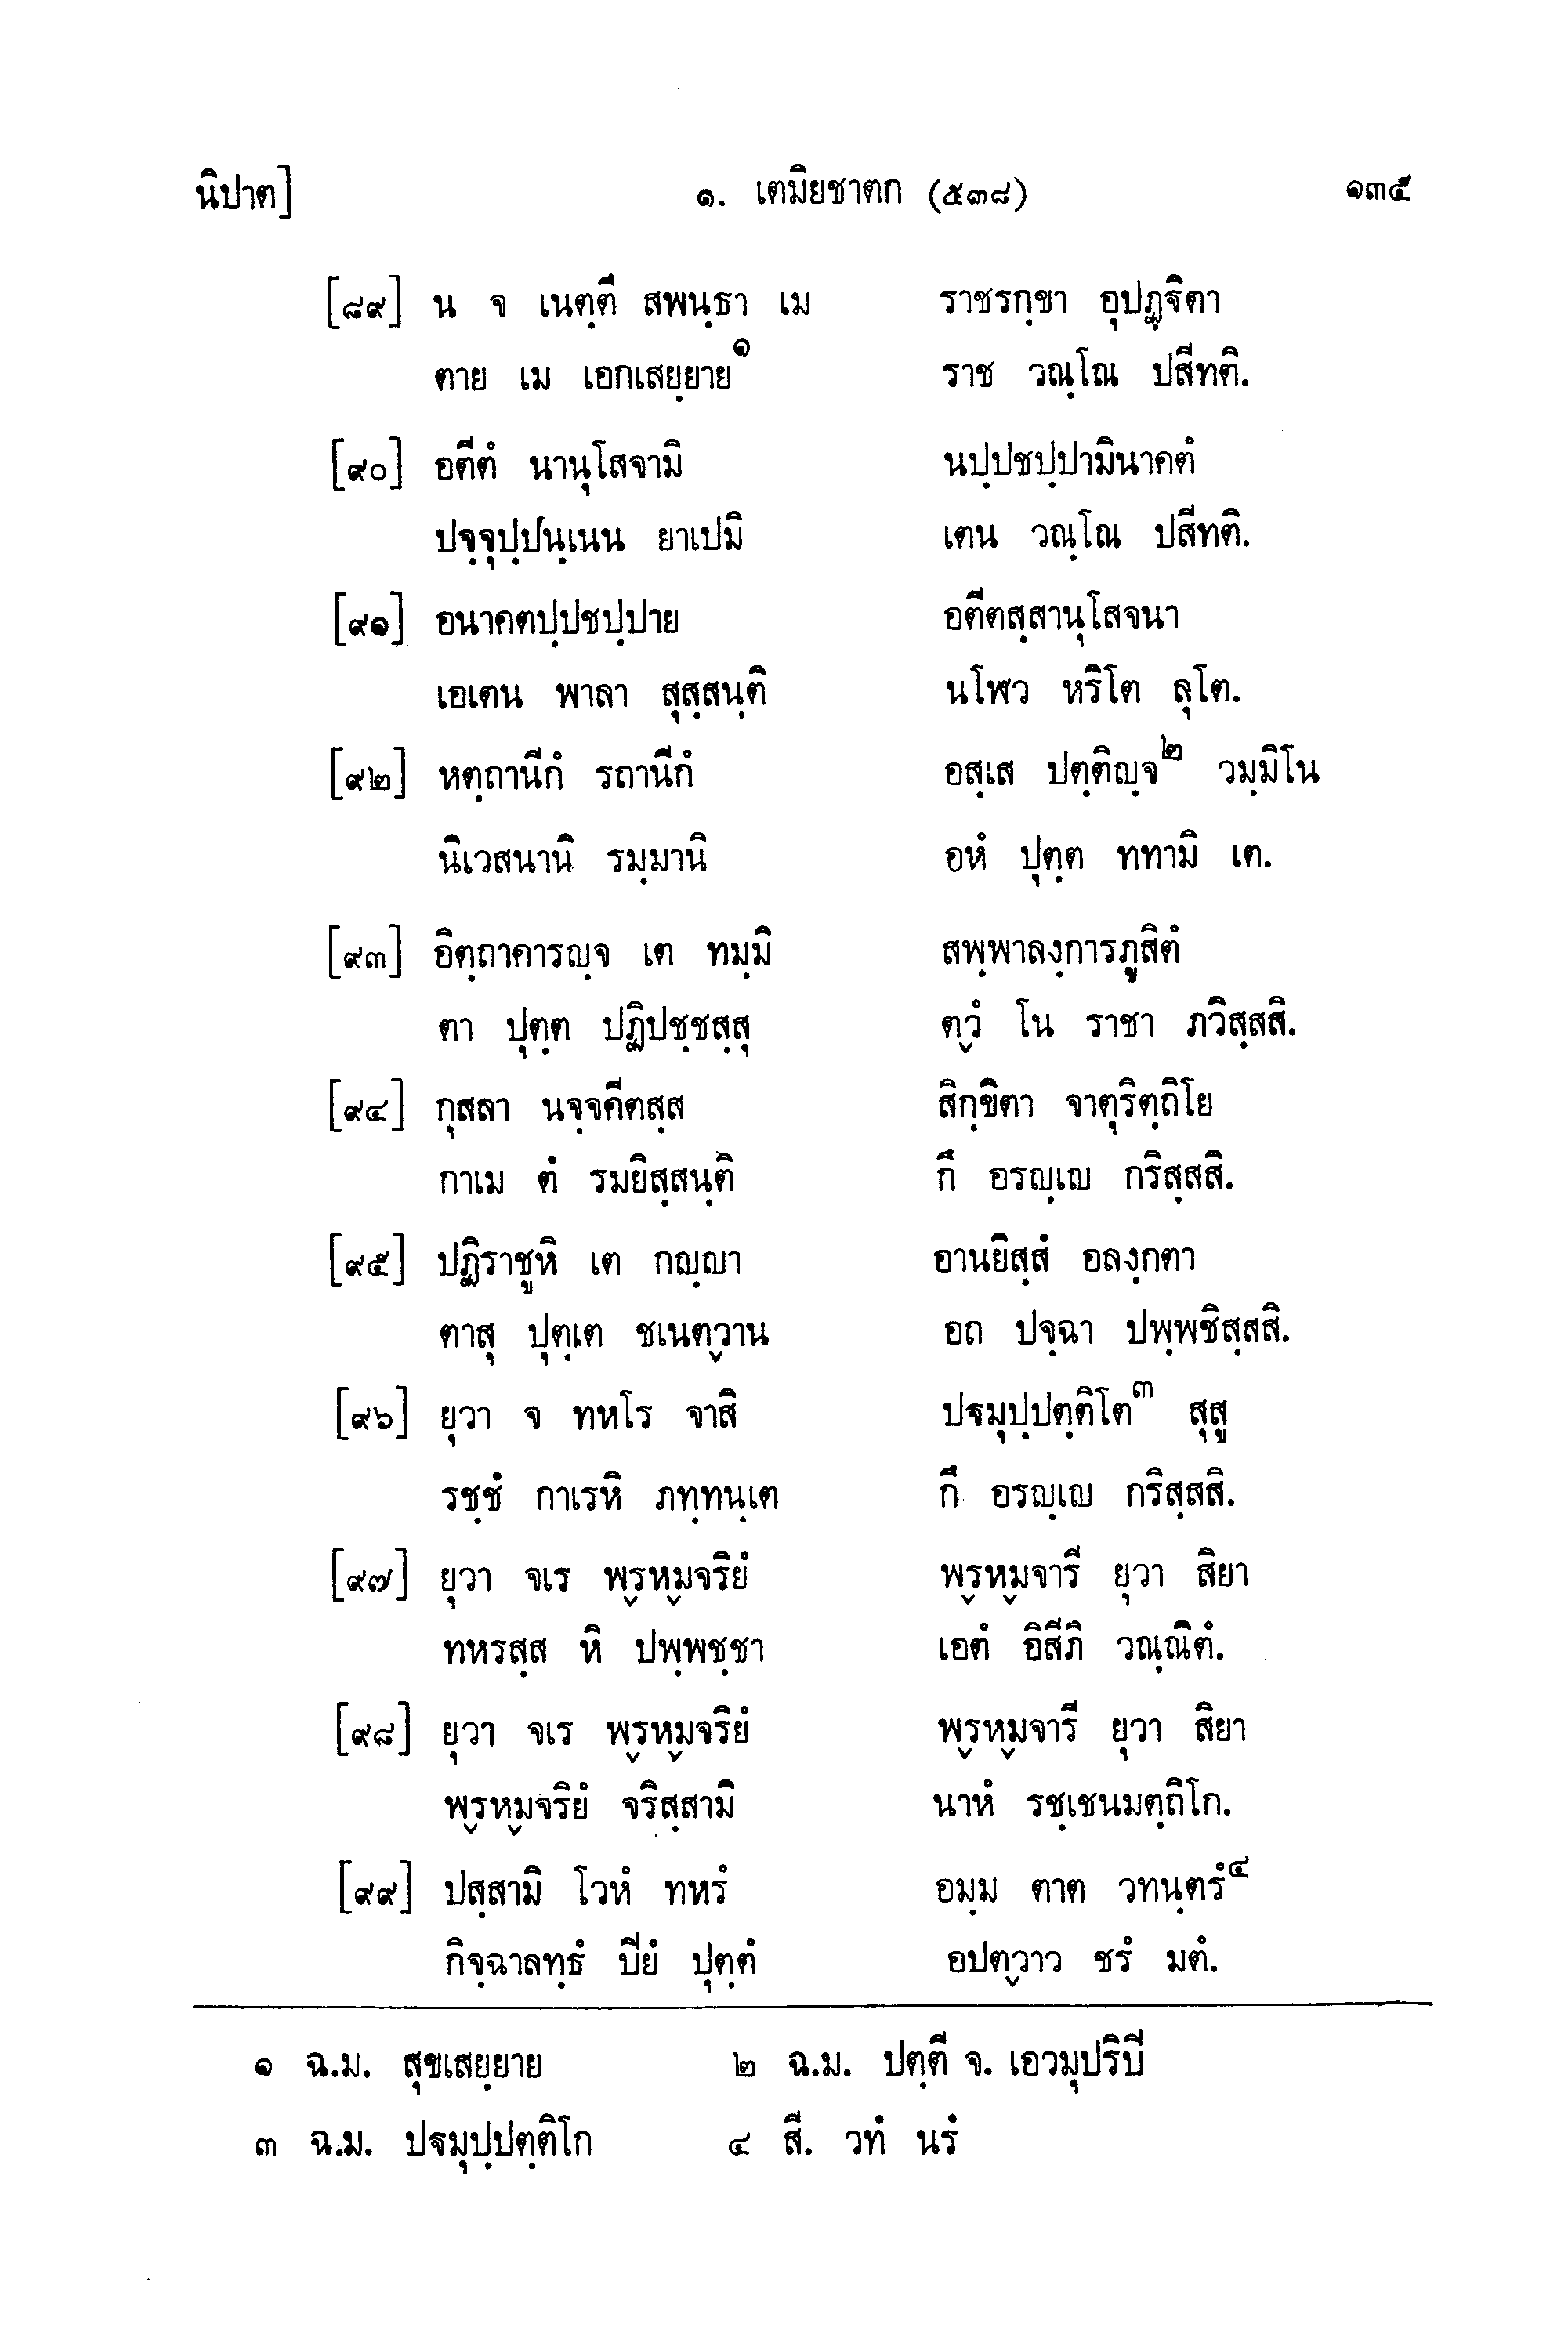 นิปาต] ๑. เตมิยชาตก (๕๓๘) ๑๓๕
[๘๙] น จ เนตฺตึ สพนฺธา เม ราชรกฺขา อุปฏฺฐิตา
ตาย เม เอกเสยฺยาย๑ ราช วณฺโณ ปสีทติ.
[๙๐] อตีตํ นานุโสจามิ นปฺปชปฺปามินาคตํ
ปจฺจุปฺปนฺเนน ยาเปมิ เตน วณฺโณ ปสีทติ.
[๙๑] อนาคตปฺปชปฺปาย อตีตสฺสานุโสจนา
เอเตน พาลา สุสฺสนฺติ นโฬว หริโต ลุโต.
[๙๒] หตฺถานีกํ รถานีกํ อสฺเส ปตฺติญฺจ๒ วมฺมิโน
นิเวสนานิ รมฺมานิ อหํ ปุตฺต ททามิ เต.
[๙๓] อิตฺถาคารญฺจ เต ทมฺมิ สพฺพาลงฺการภูสิตํ
ตา ปุตฺต ปฏิปชฺชสฺสุ ตฺวํ โน ราชา ภวิสฺสสิ.
[๙๔] กุสลา นจฺจคีตสฺส สิกฺขิตา จาตุริตฺถิโย
กาเม ตํ รมยิสฺสนฺติ กึ อรญฺเญ กริสฺสสิ.
[๙๕] ปฏิราชูหิ เต กญฺญา อานยิสฺสํ อลงฺกตา
ตาสุ ปุตฺเต ชเนตฺวาน อถ ปจฺฉา ปพฺพชิสฺสสิ.
[๙๖] ยุวา จ ทหโร จาสิ ปฐมุปฺปตฺติโต๓ สุสู
รชฺชํ กาเรหิ ภทฺทนฺเต กึ อรญฺเญ กริสฺสสิ.
[๙๗] ยุวา จเร พฺรหฺมจริยํ พฺรหฺมจารี ยุวา สิยา
ทหรสฺส หิ ปพฺพชฺชา เอตํ อิสีภิ วณฺณิตํ.
[๙๘] ยุวา จเร พฺรหฺมจริยํ พฺรหฺมจารี ยุวา สิยา
พฺรหฺมจริยํ จริสฺสามิ นาหํ รชฺเชนมตฺถิโก.
[๙๙] ปสฺสามิ โวหํ ทหรํ อมฺม ตาต วทนฺตรํ๔
กิจฺฉาลทฺธํ ปิยํ ปุตฺตํ อปตฺวาว ชรํ มตํ.
๑ ฉ.ม. สุขเสยฺยาย ๒ ฉ.ม. ปตฺตี จ. เอวมุปริปิ
๓ ฉ.ม. ปฐมุปฺปตฺติโก ๔ สี. วทํ นรํ